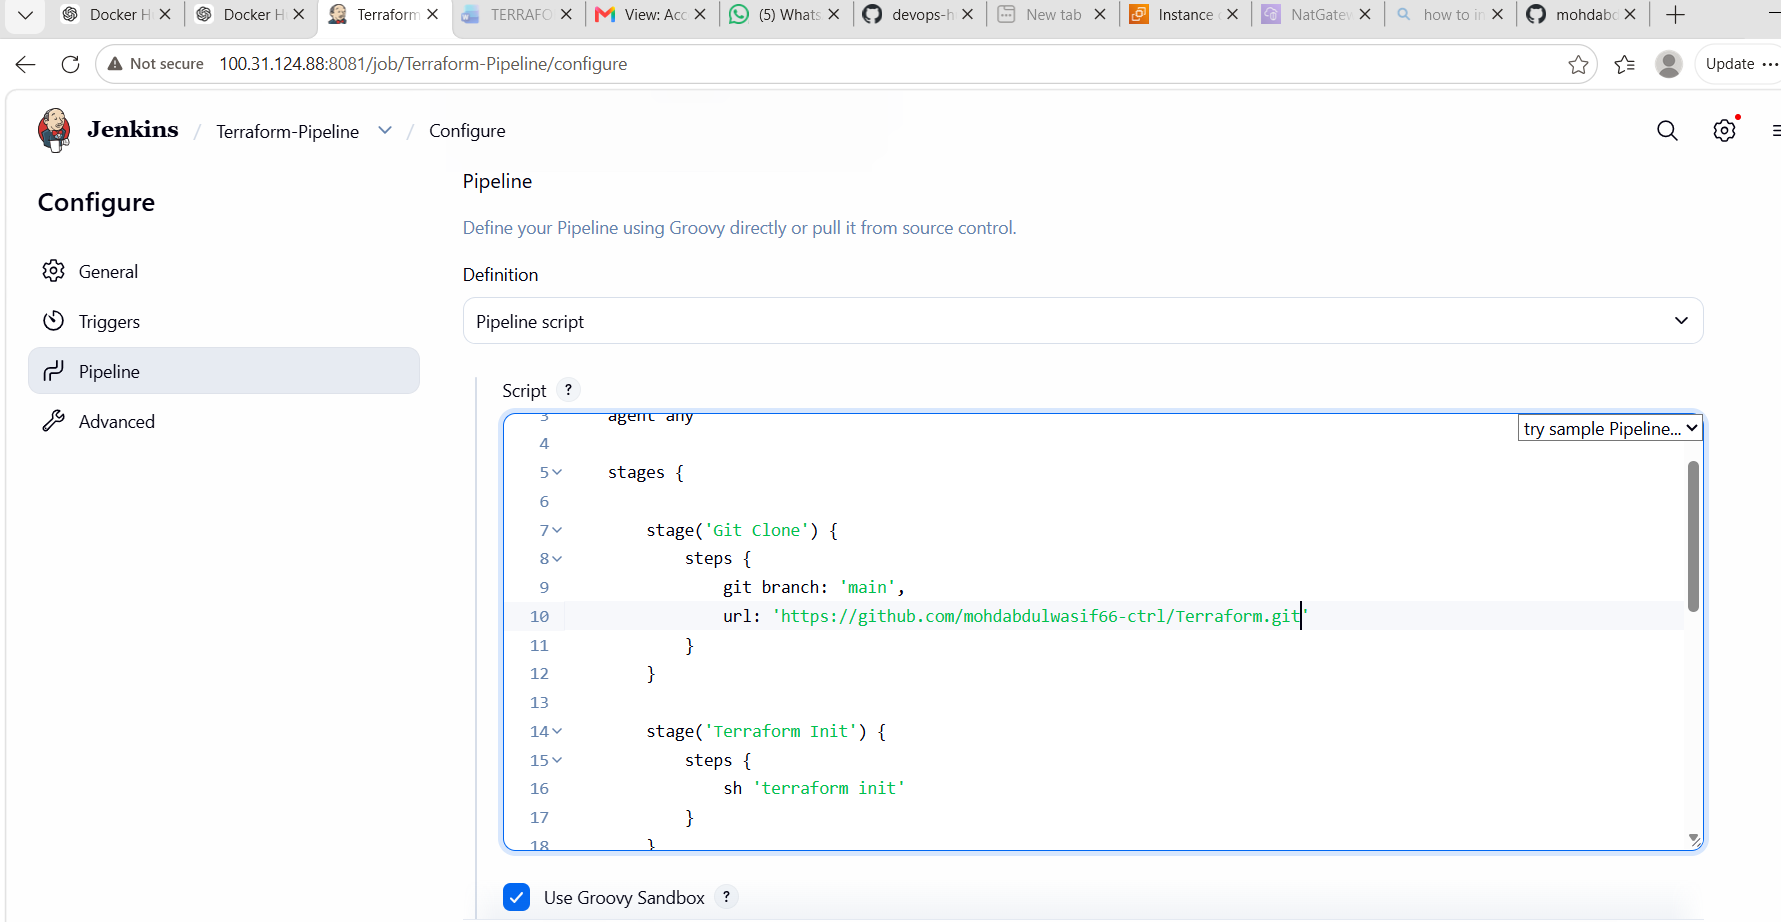 Docker H
Docker H
Terraform
TERRAFO
View: Acc
(5) Whats
devops-h
New tab
Instance
NatGatew
how to in
mohdabd
Not secure
100.31.124.88:8081/job/Terraform-Pipeline/configure
Update
Jenkins / Terraform-Pipeline / Configure
Configure
General
Triggers
Pipeline
Advanced
Pipeline
Define your Pipeline using Groovy directly or pull it from source control.
Definition
Pipeline script
Script ?
try sample Pipeline...
3 agent any
4
5 stages {
6
7 stage('Git Clone') {
8 steps {
9 git branch: 'main',
10 url: 'https://github.com/mohdabdulwasif66-ctrl/Terraform.git'
11 }
12 }
13
14 stage('Terraform Init') {
15 steps {
16 sh 'terraform init'
17 }
18 }
Use Groovy Sandbox ?